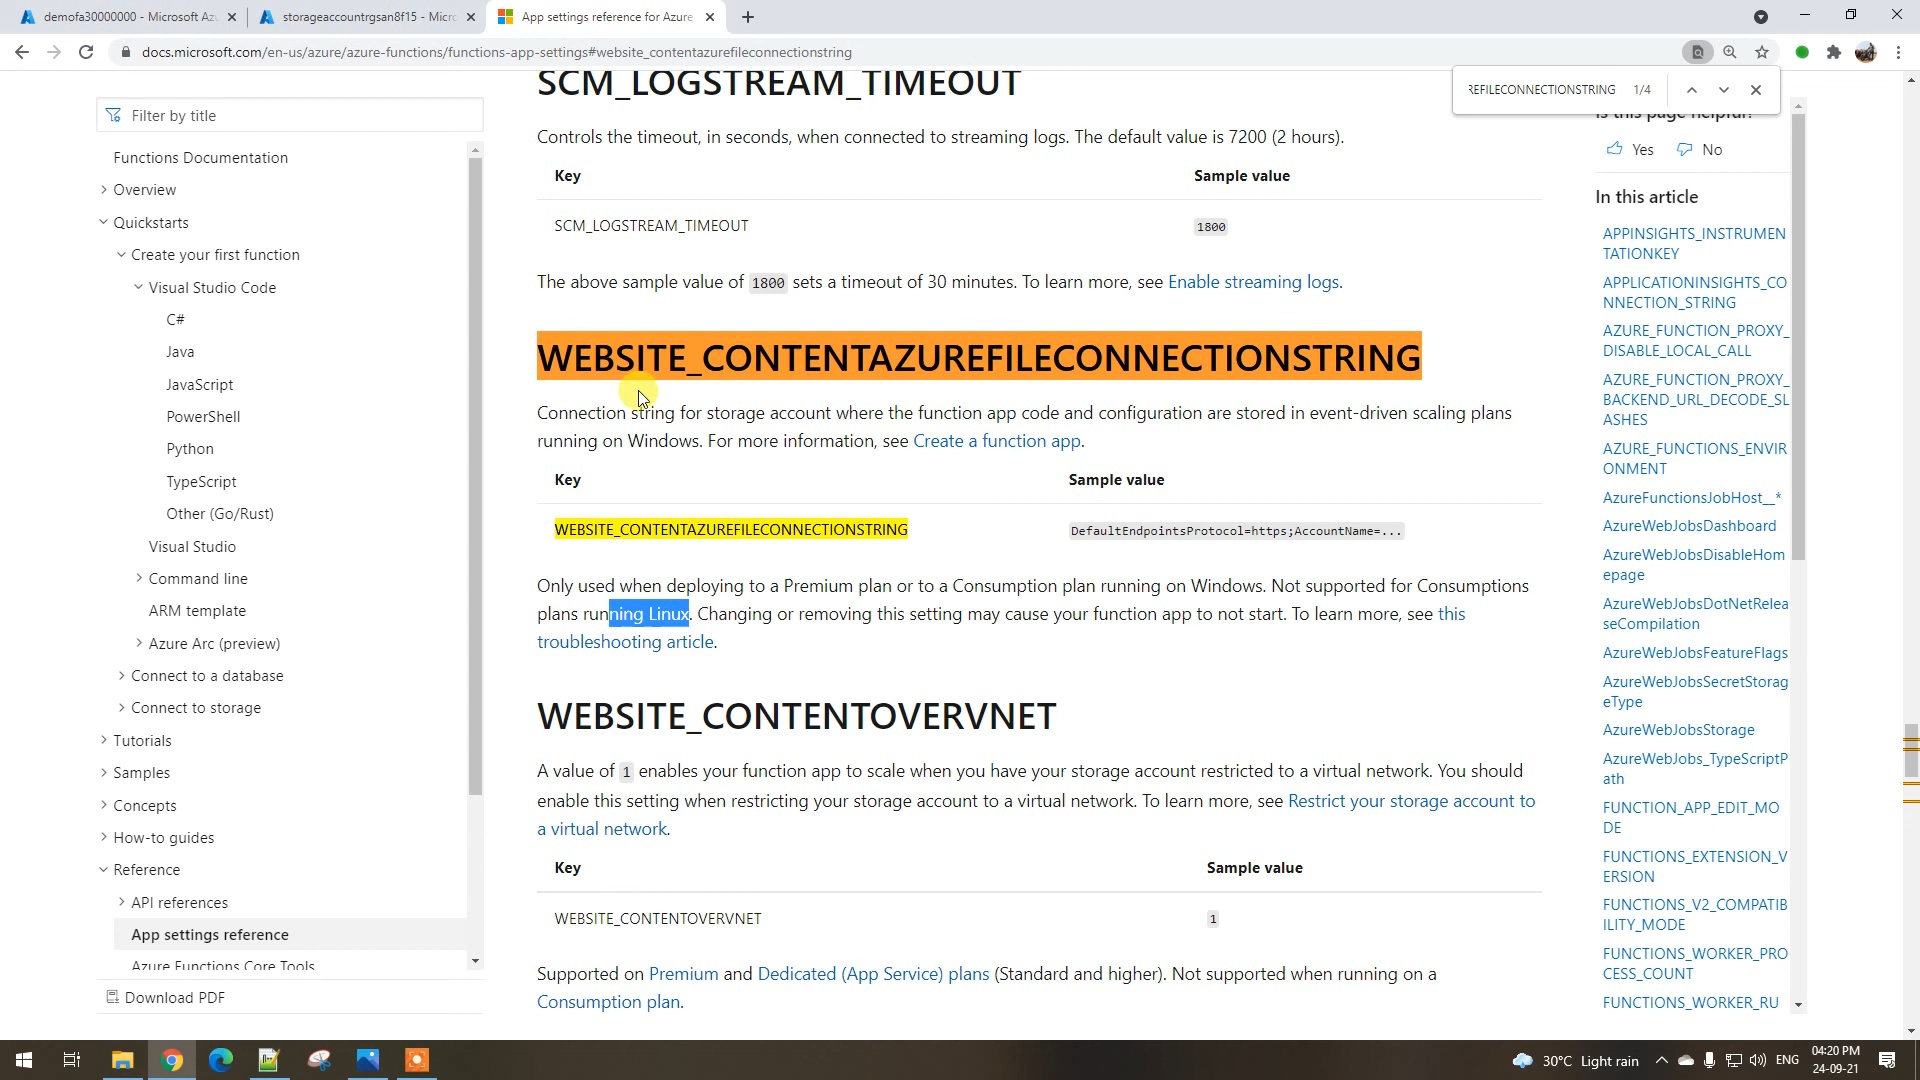 demofa30000000 - Microsoft Az
storageaccountrgsan8f15 - Micro
App settings reference for Azure
docs.microsoft.com/en-us/azure/azure-functions/functions-app-settings#website_contentazurefileconnectionstring
REFILECONNECTIONSTRING 1/4
Filter by title
Functions Documentation
Overview
Quickstarts
Create your first function
Visual Studio Code
C#
Java
JavaScript
PowerShell
Python
TypeScript
Other (Go/Rust)
Visual Studio
Command line
ARM template
Azure Arc (preview)
Connect to a database
Connect to storage
Tutorials
Samples
Concepts
How-to guides
Reference
API references
App settings reference
Azure Functions Core Tools
Download PDF
SCM_LOGSTREAM_TIMEOUT
Controls the timeout, in seconds, when connected to streaming logs. The default value is 7200 (2 hours).
Key Sample value
SCM_LOGSTREAM_TIMEOUT 1800
The above sample value of 1800 sets a timeout of 30 minutes. To learn more, see Enable streaming logs.
WEBSITE_CONTENTAZUREFILECONNECTIONSTRING
Connection string for storage account where the function app code and configuration are stored in event-driven scaling plans
running on Windows. For more information, see Create a function app.
Key Sample value
WEBSITE_CONTENTAZUREFILECONNECTIONSTRING DefaultEndpointsProtocol=https;AccountName=...
Only used when deploying to a Premium plan or to a Consumption plan running on Windows. Not supported for Consumptions
plans running Linux. Changing or removing this setting may cause your function app to not start. To learn more, see this
troubleshooting article.
WEBSITE_CONTENTOVERVNET
A value of 1 enables your function app to scale when you have your storage account restricted to a virtual network. You should
enable this setting when restricting your storage account to a virtual network. To learn more, see Restrict your storage account to
a virtual network.
Key Sample value
WEBSITE_CONTENTOVERVNET 1
Supported on Premium and Dedicated (App Service) plans (Standard and higher). Not supported when running on a
Consumption plan.
Is this page helpful?
Yes No
In this article
APPINSIGHTS_INSTRUMEN
TATIONKEY
APPLICATIONINSIGHTS_CO
NNECTION_STRING
AZURE_FUNCTION_PROXY_
DISABLE_LOCAL_CALL
AZURE_FUNCTION_PROXY_
BACKEND_URL_DECODE_SL
ASHES
AZURE_FUNCTIONS_ENVIR
ONMENT
AzureFunctionsJobHost__*
AzureWebJobsDashboard
AzureWebJobsDisableHom
epage
AzureWebJobsDotNetRelea
seCompilation
AzureWebJobsFeatureFlags
AzureWebJobsSecretStorag
eType
AzureWebJobsStorage
AzureWebJobs_TypeScriptP
ath
FUNCTION_APP_EDIT_MO
DE
FUNCTIONS_EXTENSION_V
ERSION
FUNCTIONS_V2_COMPATIB
ILITY_MODE
FUNCTIONS_WORKER_PRO
CESS_COUNT
FUNCTIONS_WORKER_RU
30°C Light rain
ENG
04:20 PM
24-09-21